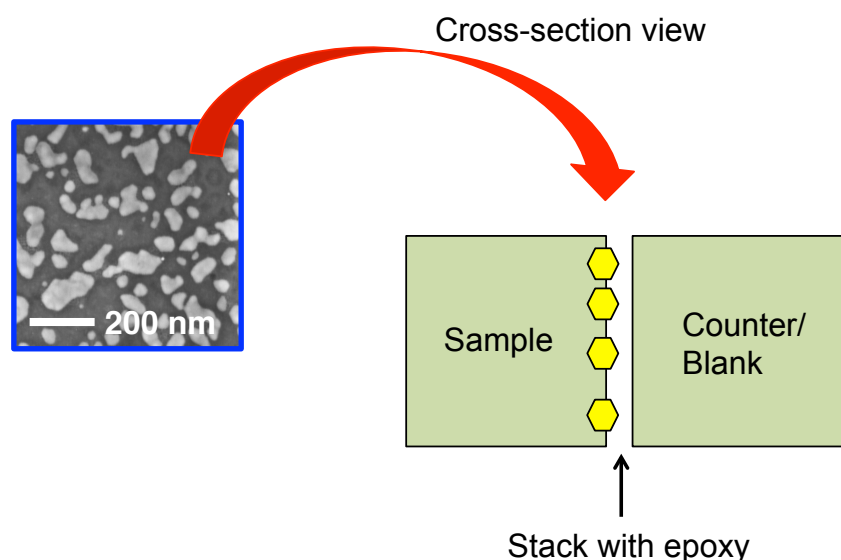 Cross-section view
200 nm
Sample
Counter/
Blank
Stack with epoxy